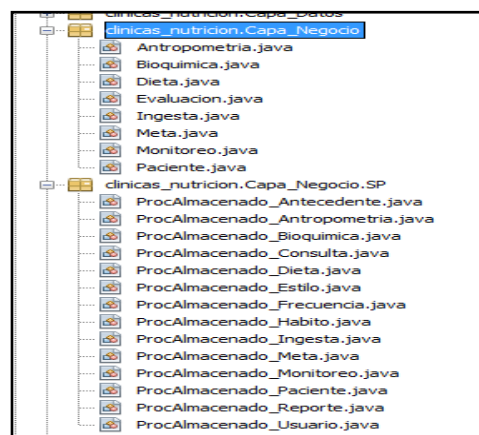 clinicas_nutricion.Capa_Datos
clinicas_nutricion.Capa_Negocio
Antropometria.java
Bioquimica.java
Dieta.java
Evaluacion.java
Ingesta.java
Meta.java
Monitoreo.java
Paciente.java
clinicas_nutricion.Capa_Negocio.SP
ProcAlmacenado_Antecedente.java
ProcAlmacenado_Antropometria.java
ProcAlmacenado_Bioquimica.java
ProcAlmacenado_Consulta.java
ProcAlmacenado_Dieta.java
ProcAlmacenado_Estilo.java
ProcAlmacenado_Frecuencia.java
ProcAlmacenado_Habito.java
ProcAlmacenado_Ingesta.java
ProcAlmacenado_Meta.java
ProcAlmacenado_Monitoreo.java
ProcAlmacenado_Paciente.java
ProcAlmacenado_Reporte.java
ProcAlmacenado_Usuario.java